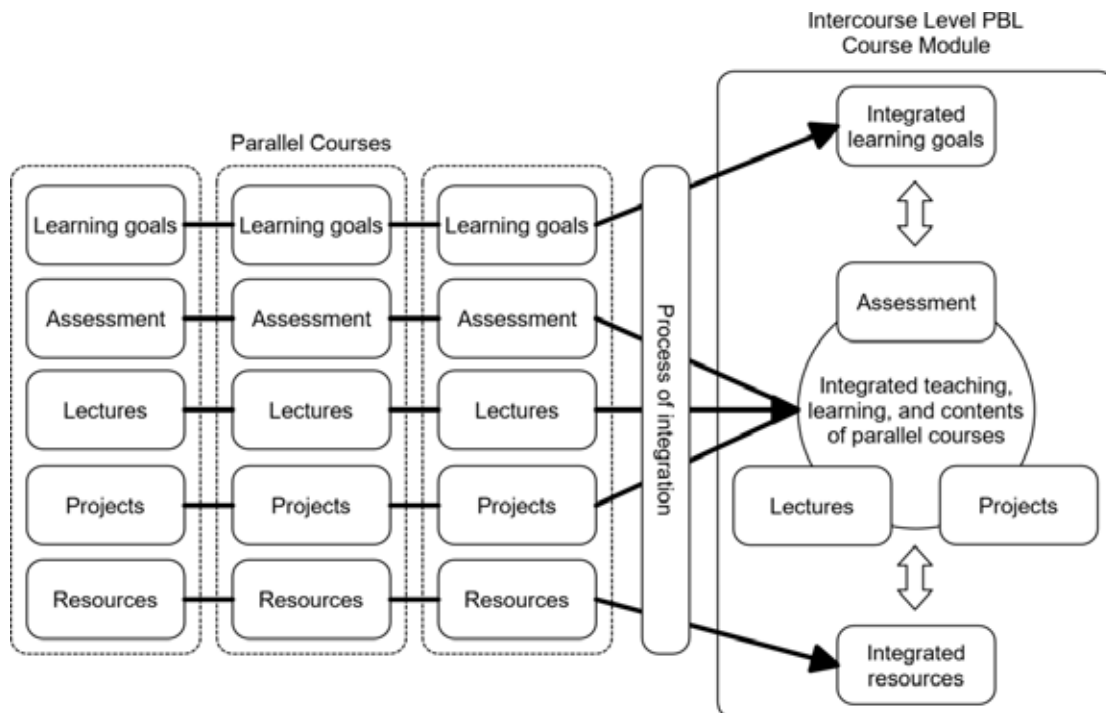 Intercourse Level PBL
Course Module
Parallel Courses
Learning goals
Learning goals
Learning goals
Assessment
Assessment
Assessment
Lectures
Lectures
Lectures
Projects
Projects
Projects
Resources
Resources
Resources
Process of integration
Integrated
learning goals
Assessment
Integrated teaching,
learning, and contents
of parallel courses
Lectures
Projects
Integrated
resources